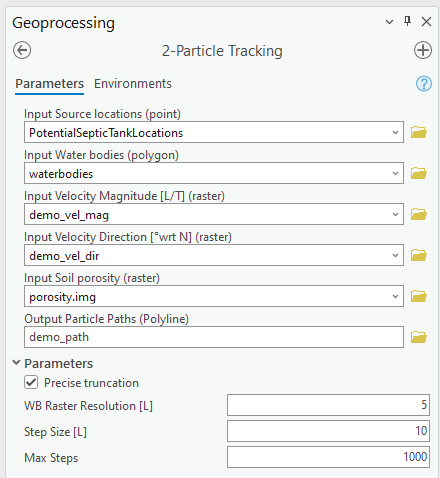 Geoprocessing
2-Particle Tracking
Parameters Environments
Input Source locations (point)
PotentialSepticTankLocations
Input Water bodies (polygon)
waterbodies
Input Velocity Magnitude [L/T] (raster)
demo_vel_mag
Input Velocity Direction [°wrt N] (raster)
demo_vel_dir
Input Soil porosity (raster)
porosity.img
Output Particle Paths (Polyline)
demo_path
Parameters
Precise truncation
WB Raster Resolution [L] 5
Step Size [L] 10
Max Steps 1000